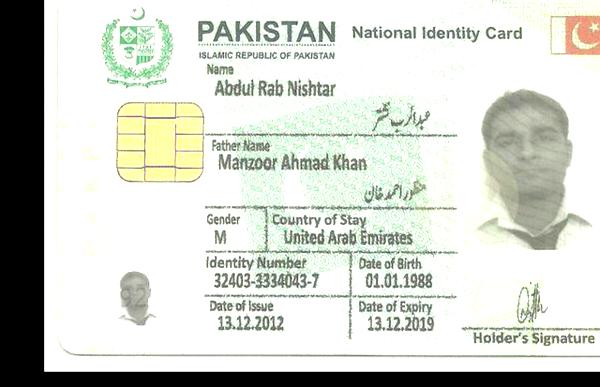 PAKISTAN National Identity Card
ISLAMIC REPUBLIC OF PAKISTAN
Name
Abdul Rab Nishtar
عبدالرب نشتر
Father Name
Manzoor Ahmad Khan
منظور احمد خان
Gender Country of Stay
M United Arab Emirates
Identity Number Date of Birth
32403-3334043-7 01.01.1988
Date of Issue Date of Expiry
13.12.2012 13.12.2019
Holder's Signature